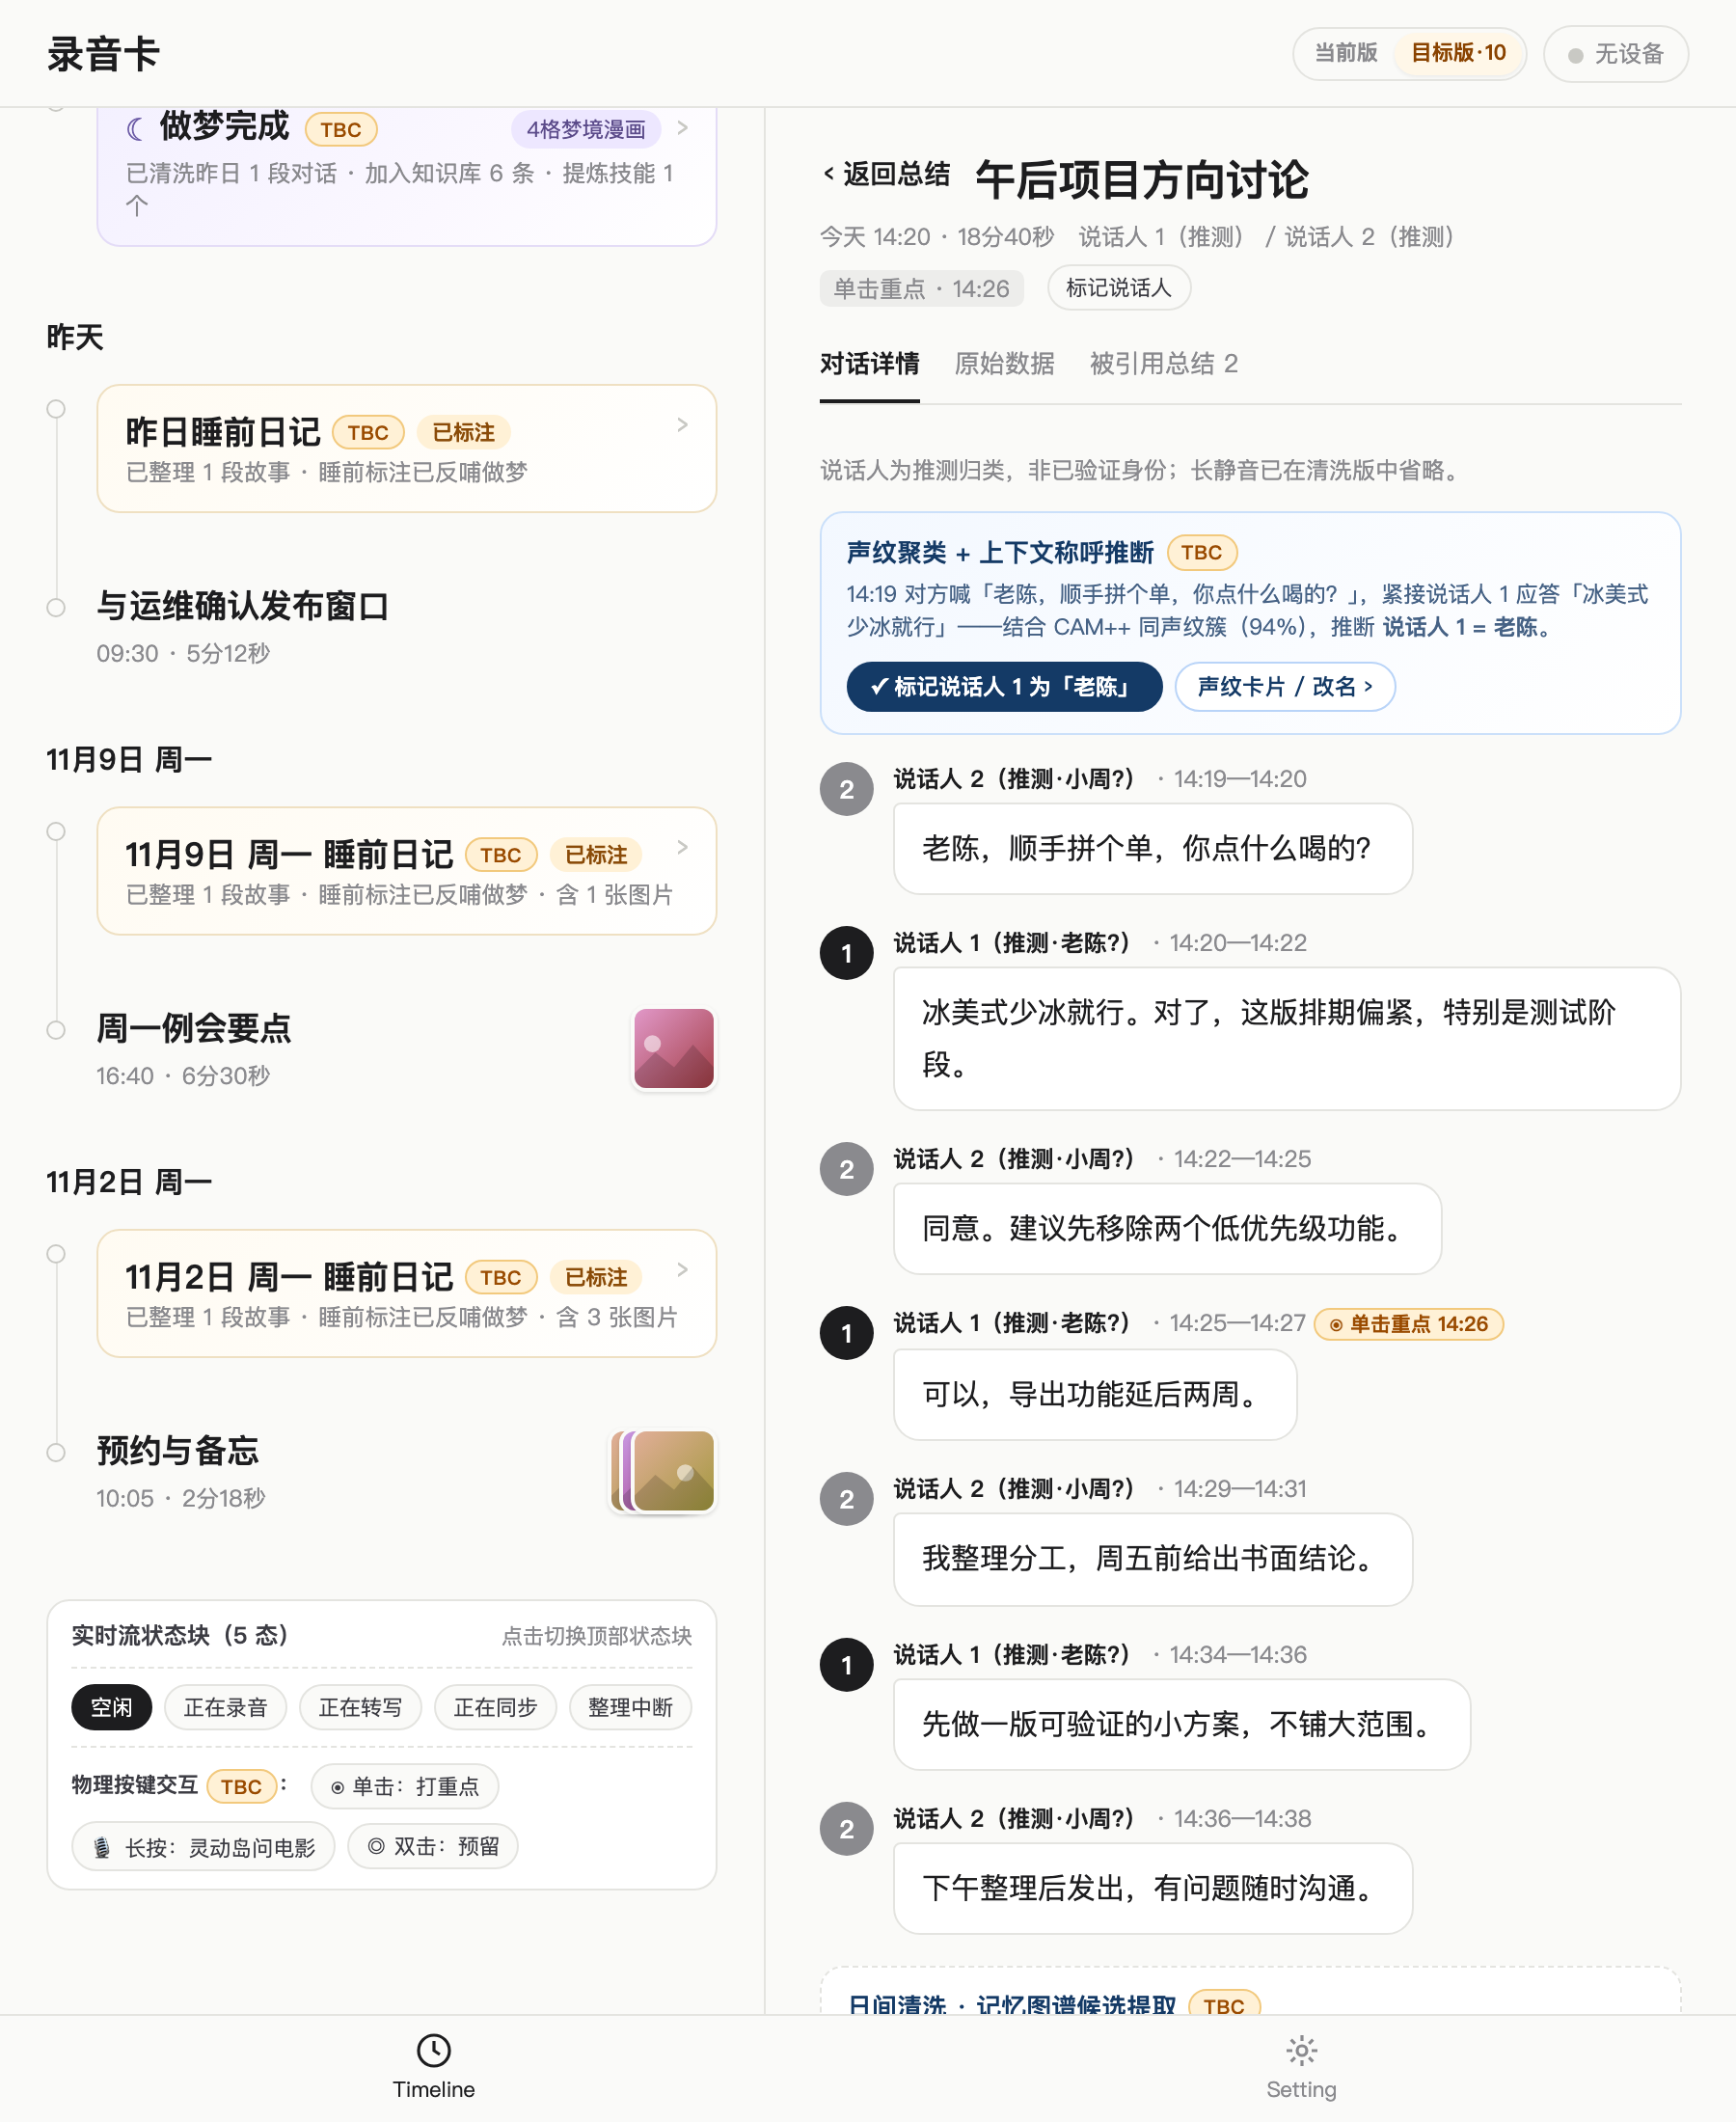 录音卡
当前版 目标版·10 无设备
做梦完成 TBC 4格梦境漫画
已清洗昨日 1 段对话 · 加入知识库 6 条 · 提炼技能 1
个
昨天
昨日睡前日记 TBC 已标注
已整理 1 段故事 · 睡前标注已反哺做梦
与运维确认发布窗口
09:30 · 5分12秒
11月9日 周一
11月9日 周一 睡前日记 TBC 已标注
已整理 1 段故事 · 睡前标注已反哺做梦 · 含 1 张图片
周一例会要点
16:40 · 6分30秒
11月2日 周一
11月2日 周一 睡前日记 TBC 已标注
已整理 1 段故事 · 睡前标注已反哺做梦 · 含 3 张图片
预约与备忘
10:05 · 2分18秒
实时流状态块（5 态） 点击切换顶部状态块
空闲 正在录音 正在转写 正在同步 整理中断
物理按键交互 TBC： ◉ 单击：打重点
🎙 长按：灵动岛问电影 ◎ 双击：预留
‹ 返回总结 午后项目方向讨论
今天 14:20 · 18分40秒 说话人 1（推测） / 说话人 2（推测）
单击重点 · 14:26 标记说话人
对话详情 原始数据 被引用总结 2
说话人为推测归类，非已验证身份；长静音已在清洗版中省略。
声纹聚类 + 上下文称呼推断 TBC
14:19 对方喊「老陈，顺手拼个单，你点什么喝的？」，紧接说话人 1 应答「冰美式
少冰就行」——结合 CAM++ 同声纹簇（94%），推断 说话人 1 = 老陈。
✓ 标记说话人 1 为「老陈」 声纹卡片 / 改名 ›
2 说话人 2（推测·小周?） · 14:19—14:20
老陈，顺手拼个单，你点什么喝的？
1 说话人 1（推测·老陈?） · 14:20—14:22
冰美式少冰就行。对了，这版排期偏紧，特别是测试阶
段。
2 说话人 2（推测·小周?） · 14:22—14:25
同意。建议先移除两个低优先级功能。
1 说话人 1（推测·老陈?） · 14:25—14:27 ◉ 单击重点 14:26
可以，导出功能延后两周。
2 说话人 2（推测·小周?） · 14:29—14:31
我整理分工，周五前给出书面结论。
1 说话人 1（推测·老陈?） · 14:34—14:36
先做一版可验证的小方案，不铺大范围。
2 说话人 2（推测·小周?） · 14:36—14:38
下午整理后发出，有问题随时沟通。
日间清洗 · 记忆图谱候选提取 TBC
Timeline Setting